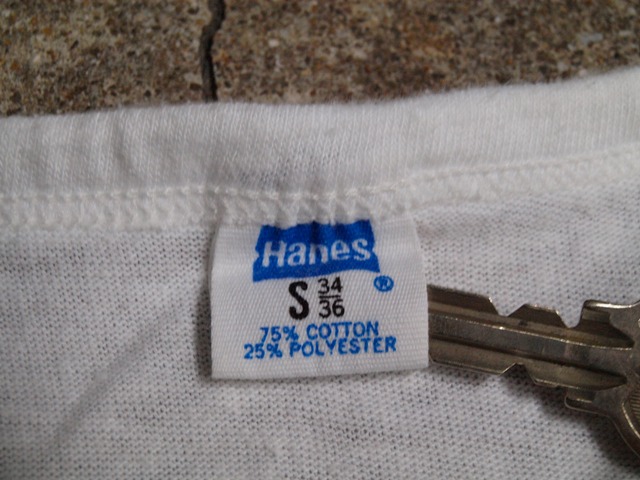 Hanes
®
S 34
36
75% COTTON
25% POLYESTER